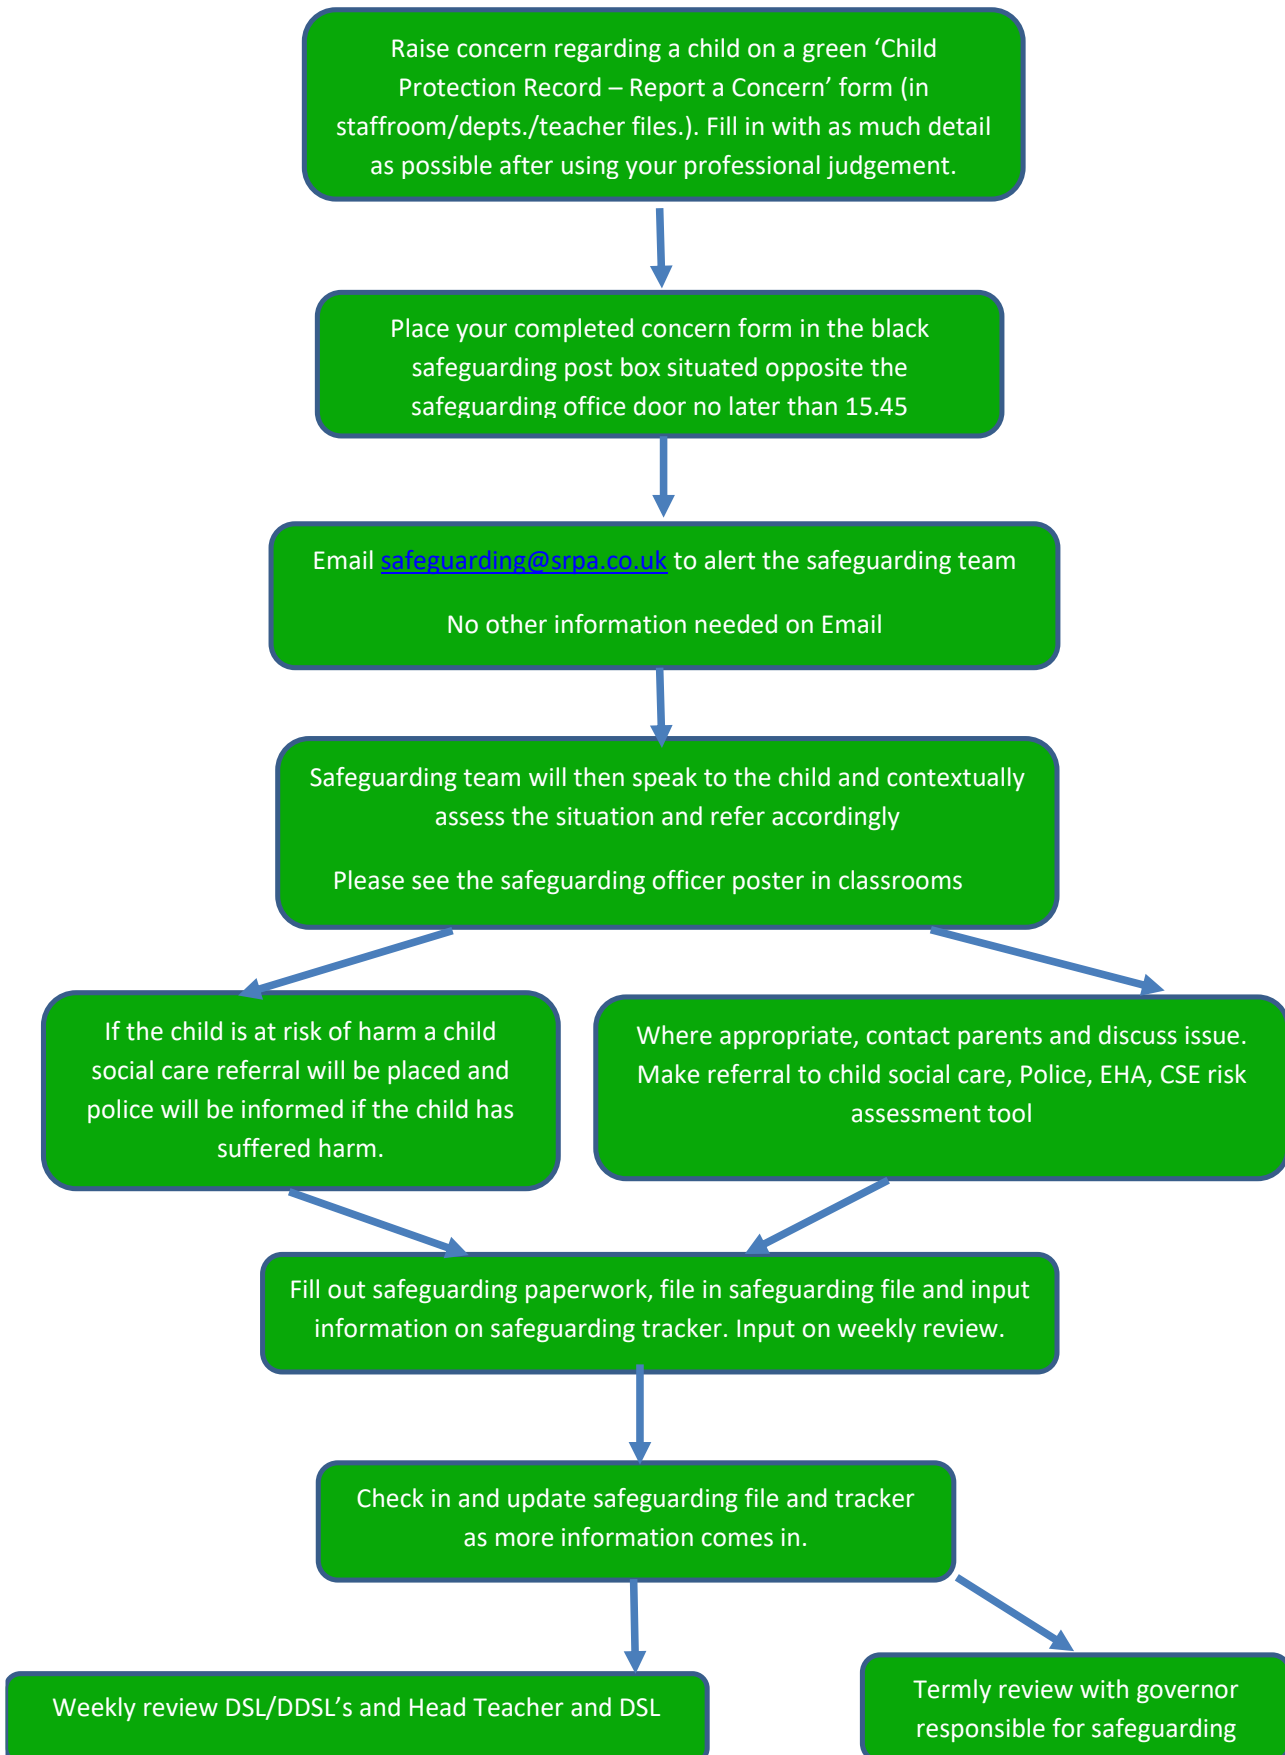 Raise concern regarding a child on a green ‘Child
Protection Record – Report a Concern’ form (in
staffroom/depts./teacher files.). Fill in with as much detail
as possible after using your professional judgement.
Place your completed concern form in the black
safeguarding post box situated opposite the
safeguarding office door no later than 15.45
Email safeguarding@srpa.co.uk to alert the safeguarding team
No other information needed on Email
Safeguarding team will then speak to the child and contextually
assess the situation and refer accordingly
Please see the safeguarding officer poster in classrooms
If the child is at risk of harm a child
social care referral will be placed and
police will be informed if the child has
suffered harm.
Where appropriate, contact parents and discuss issue.
Make referral to child social care, Police, EHA, CSE risk
assessment tool
Fill out safeguarding paperwork, file in safeguarding file and input
information on safeguarding tracker. Input on weekly review.
Check in and update safeguarding file and tracker
as more information comes in.
Weekly review DSL/DDSL’s and Head Teacher and DSL
Termly review with governor
responsible for safeguarding